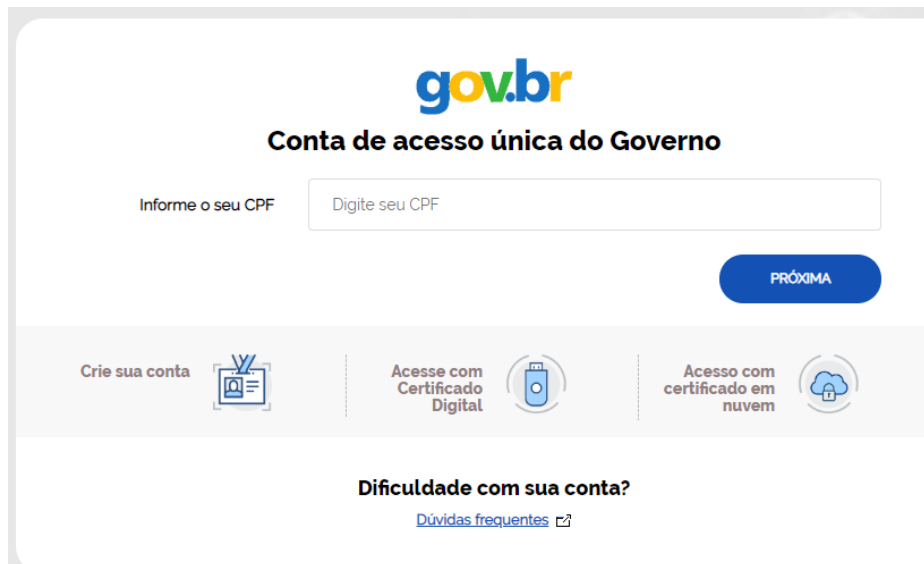 gov.br
Conta de acesso única do Governo
Informe o seu CPF
Digite seu CPF
PRÓXIMA
Crie sua conta
Acesse com
Certificado
Digital
Acesso com
certificado em
nuvem
Dificuldade com sua conta?
Dúvidas frequentes